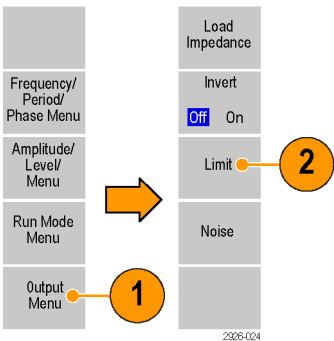 Frequency/
Period/
Phase Menu
Amplitude/
Level/
Menu
Run Mode
Menu
Output
Menu
1
Load
Impedance
Invert
Off On
Limit
2
Noise
2926-024